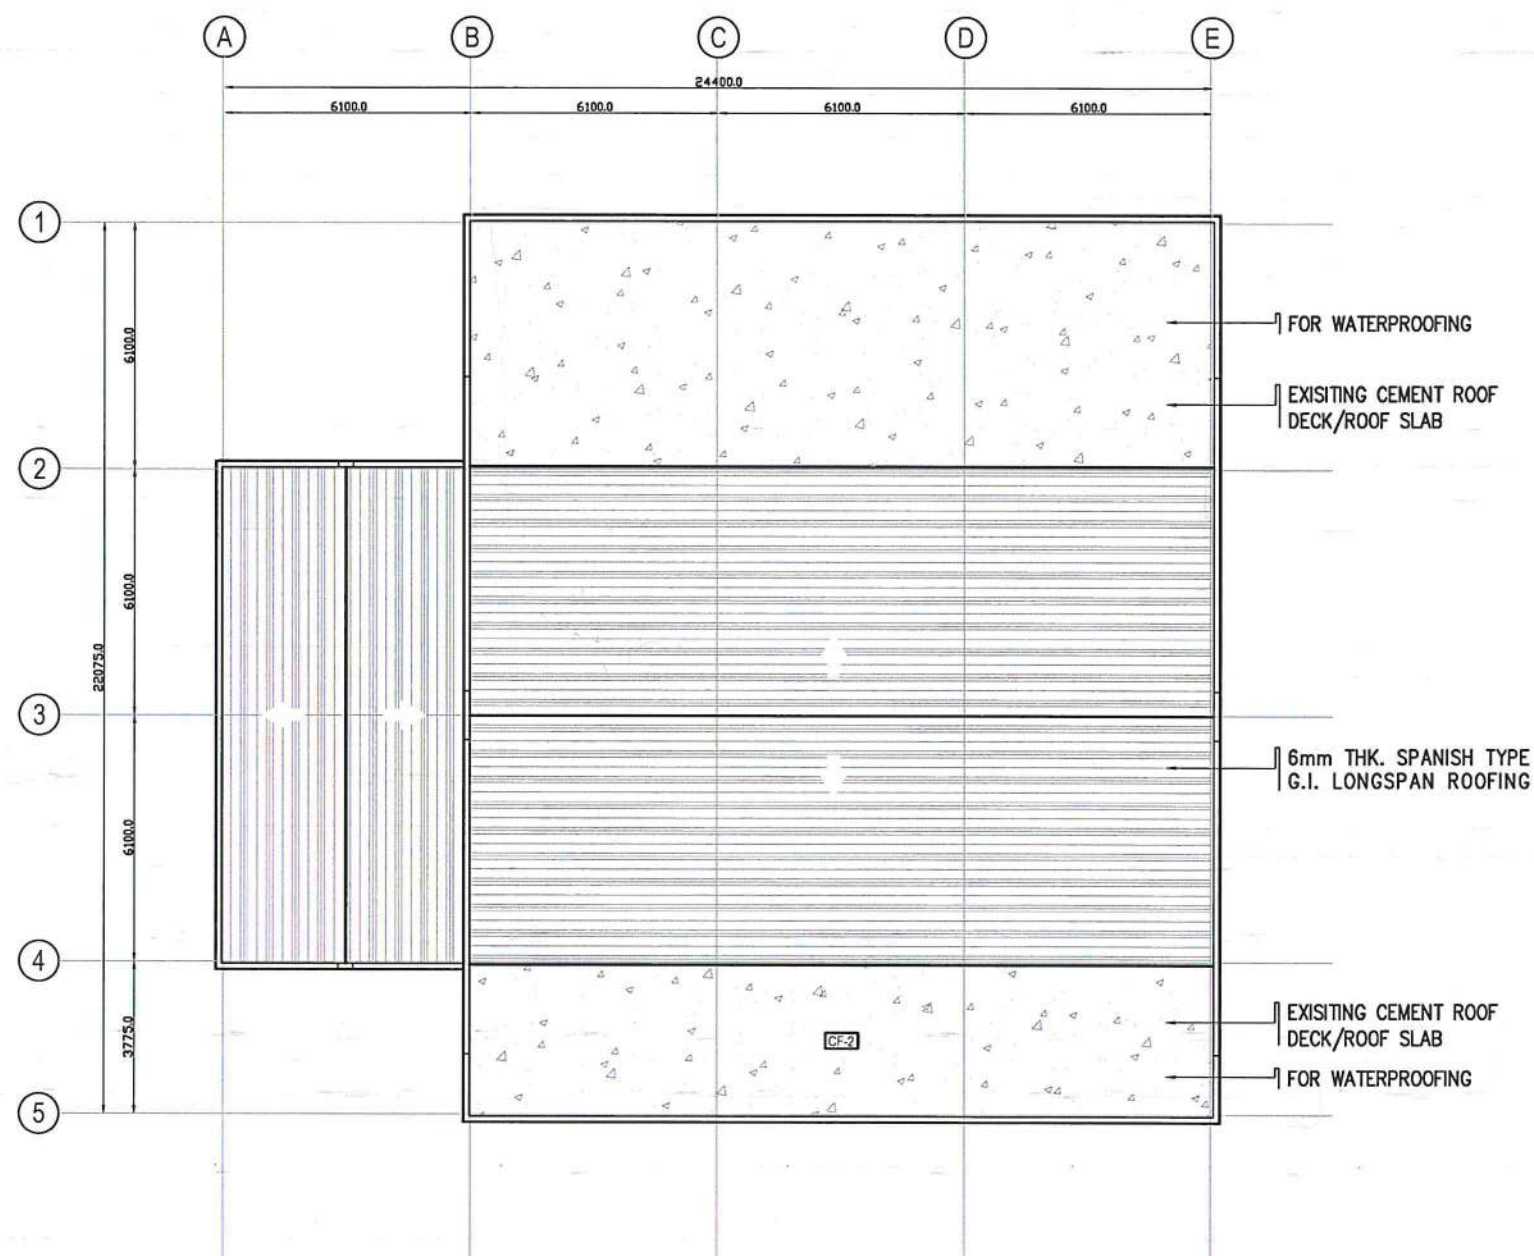 A
B
C
D
E
24400.0
6100.0
6100.0
6100.0
6100.0
1
2
3
4
5
6100.0
6100.0
6100.0
3775.0
22075.0
FOR WATERPROOFING
EXISITING CEMENT ROOF
DECK/ROOF SLAB
6mm THK. SPANISH TYPE
G.I. LONGSPAN ROOFING
EXISITING CEMENT ROOF
DECK/ROOF SLAB
CF-2
FOR WATERPROOFING